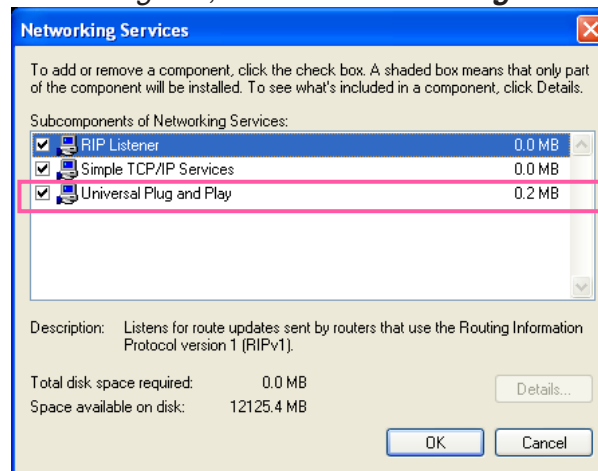 Networking Services
To add or remove a component, click the check box. A shaded box means that only part
of the component will be installed. To see what's included in a component, click Details.
Subcomponents of Networking Services:
RIP Listener 0.0 MB
Simple TCP/IP Services 0.0 MB
Universal Plug and Play 0.2 MB
Description: Listens for route updates sent by routers that use the Routing Information
Protocol version 1 (RIPv1).
Total disk space required: 0.0 MB
Details...
Space available on disk: 12125.4 MB
OK Cancel